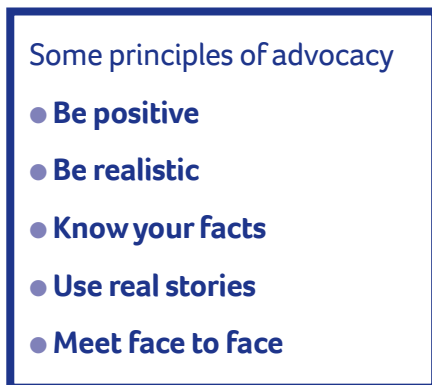 Some principles of advocacy
● Be positive
● Be realistic
● Know your facts
● Use real stories
● Meet face to face